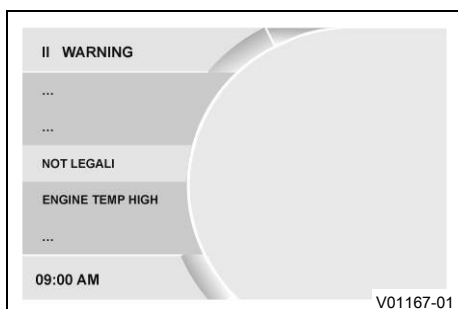 II WARNING
...
...
NOT LEGALI
ENGINE TEMP HIGH
...
09:00 AM
V01167-01